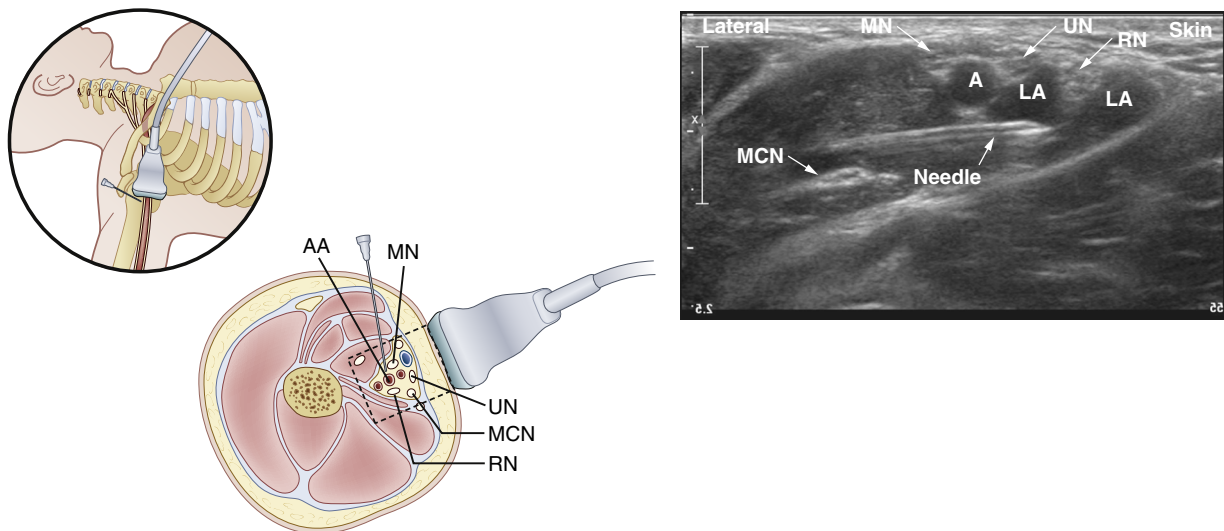 Lateral
MN
UN
Skin
RN
A
LA
LA
X
MCN
Needle
2.5
55
AA
MN
UN
MCN
RN